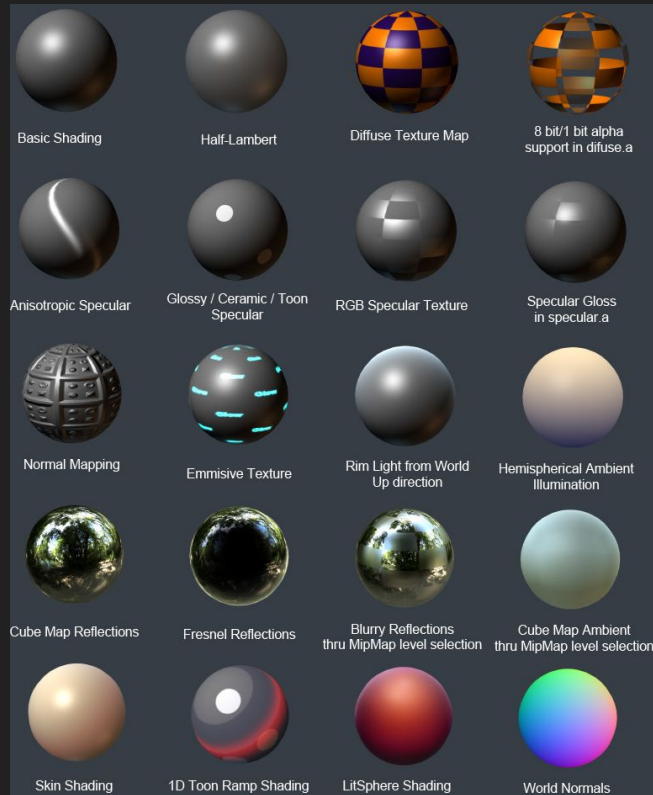 Basic Shading
Half-Lambert
Diffuse Texture Map
8 bit/1 bit alpha
support in difuse.a
Anisotropic Specular
Glossy / Ceramic / Toon
Specular
RGB Specular Texture
Specular Gloss
in specular.a
Normal Mapping
Emmisive Texture
Rim Light from World
Up direction
Hemispherical Ambient
Illumination
Cube Map Reflections
Fresnel Reflections
Blurry Reflections
thru MipMap level selection
Cube Map Ambient
thru MipMap level selection
Skin Shading
1D Toon Ramp Shading
LitSphere Shading
World Normals